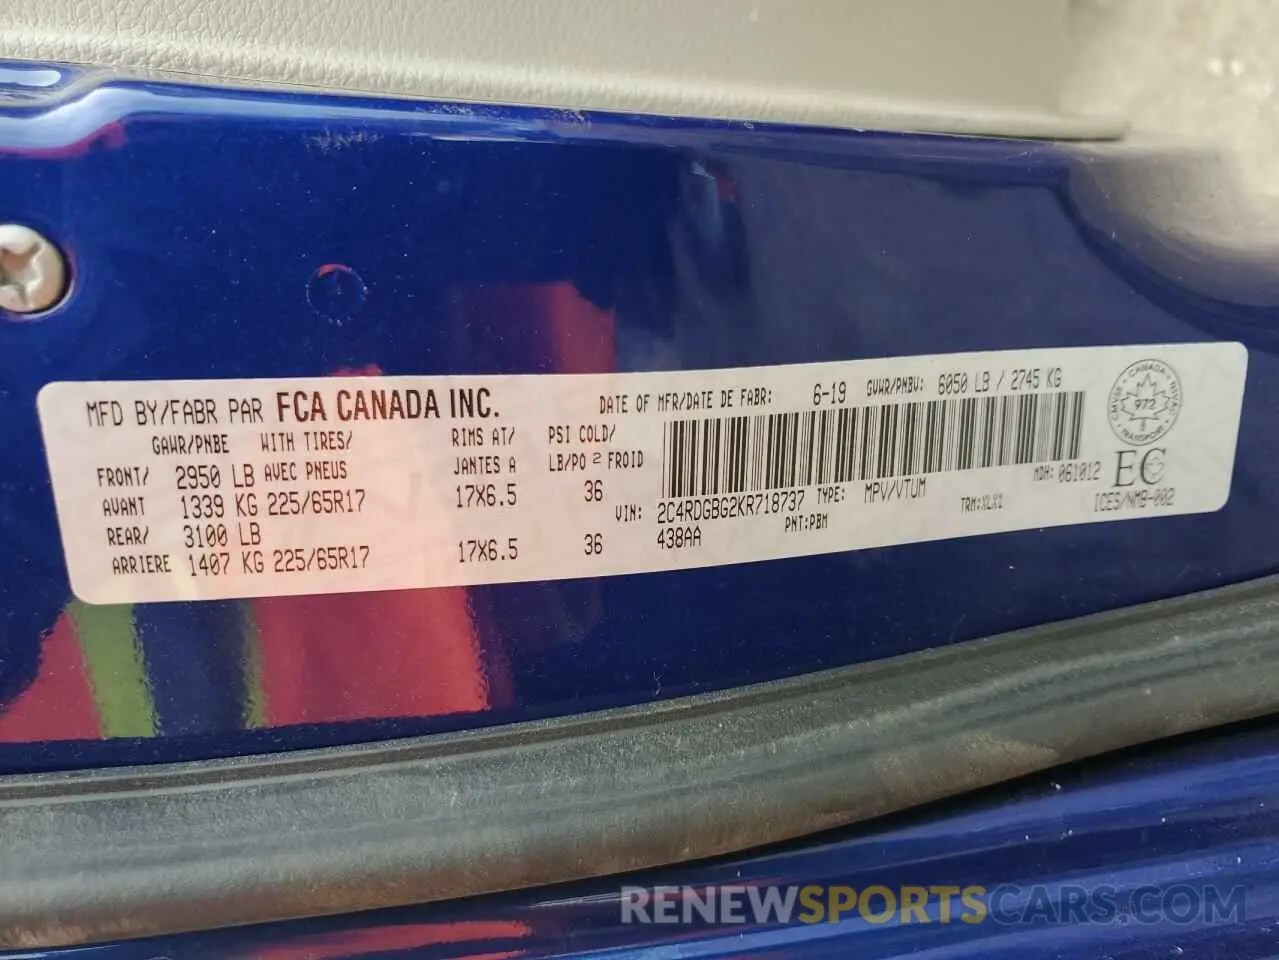 MFD BY/FABR PAR FCA CANADA INC. DATE OF MFR/DATE DE FABR: 6-19 GVWR/PNBV: 6050 LB / 2745 KG
GAWR/PNBE WITH TIRES/ RIMS AT/ PSI COLD/
FRONT/ 2950 LB AVEC PNEUS JANTES A LB/PO 2 FROID
AVANT 1339 KG 225/65R17 17X6.5 36
REAR/ 3100 LB
ARRIERE 1407 KG 225/65R17 17X6.5 36
VIN: 2C4RDGBG2KR718737 TYPE: MPV/VTUM MDH: 061012
438AA PNT:PBM TRM:XLX1
CANADA
972
TRANSPORT
EC
ICES/NMB-002
RENEWSPORTSCARS.COM